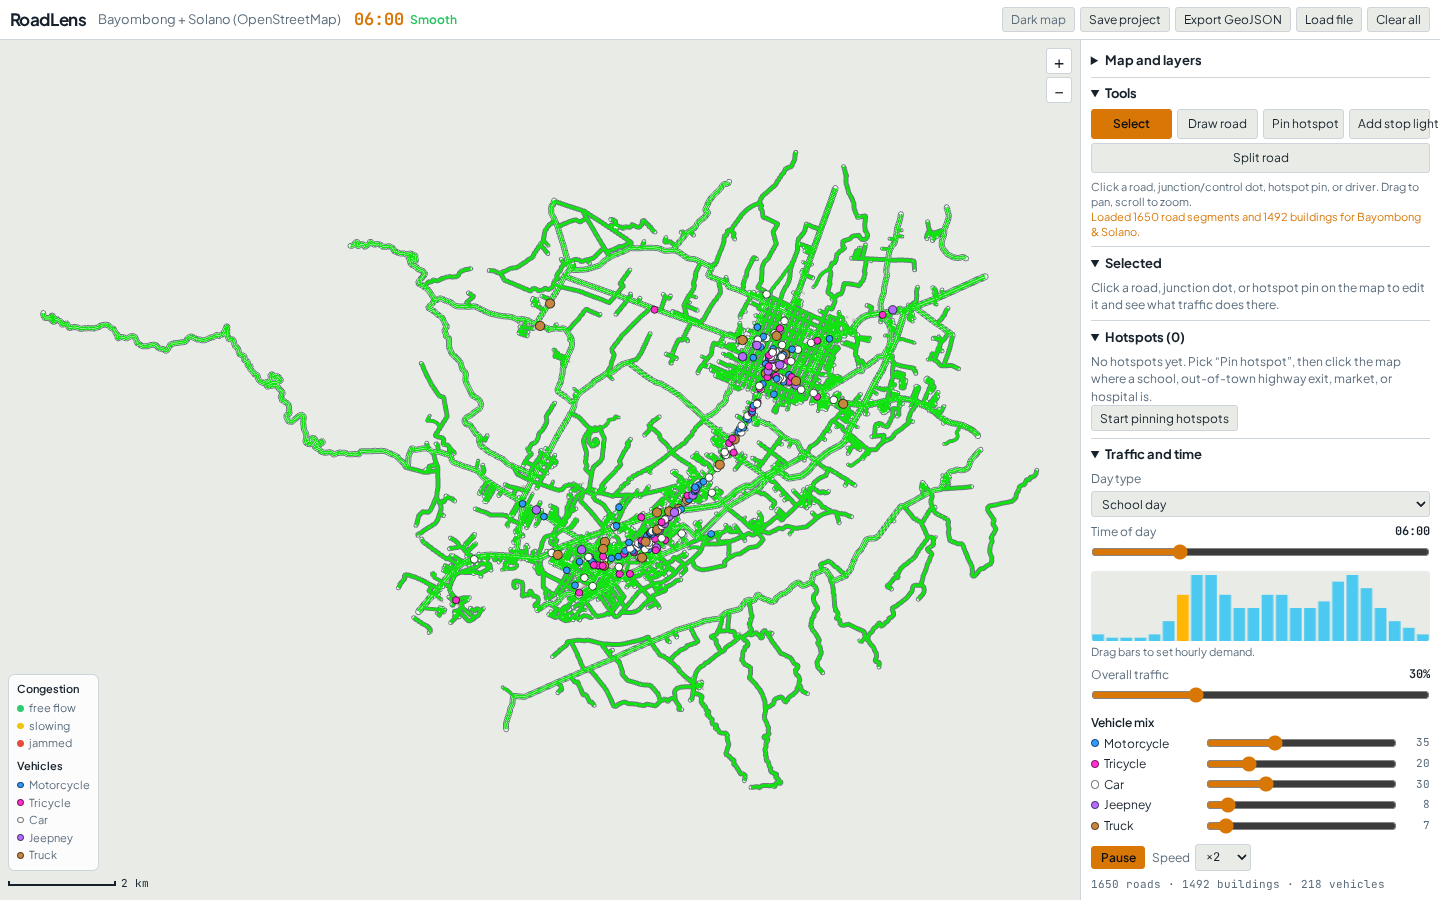 RoadLens
Bayombong + Solano (OpenStreetMap)
06:00 Smooth
Dark map
Save project
Export GeoJSON
Load file
Clear all
+
−
Congestion
free flow
slowing
jammed
Vehicles
Motorcycle
Tricycle
Car
Jeepney
Truck
2 km
▶ Map and layers
▼ Tools
Select
Draw road
Pin hotspot
Add stop light
Split road
Click a road, junction/control dot, hotspot pin, or driver. Drag to
pan, scroll to zoom.
Loaded 1650 road segments and 1492 buildings for Bayombong
& Solano.
▼ Selected
Click a road, junction dot, or hotspot pin on the map to edit
it and see what traffic does there.
▼ Hotspots (0)
No hotspots yet. Pick “Pin hotspot”, then click the map
where a school, out-of-town highway exit, market, or
hospital is.
Start pinning hotspots
▼ Traffic and time
Day type
School day
Time of day 06:00
Drag bars to set hourly demand.
Overall traffic 30%
Vehicle mix
Motorcycle 35
Tricycle 20
Car 30
Jeepney 8
Truck 7
Pause Speed ×2
1650 roads · 1492 buildings · 218 vehicles